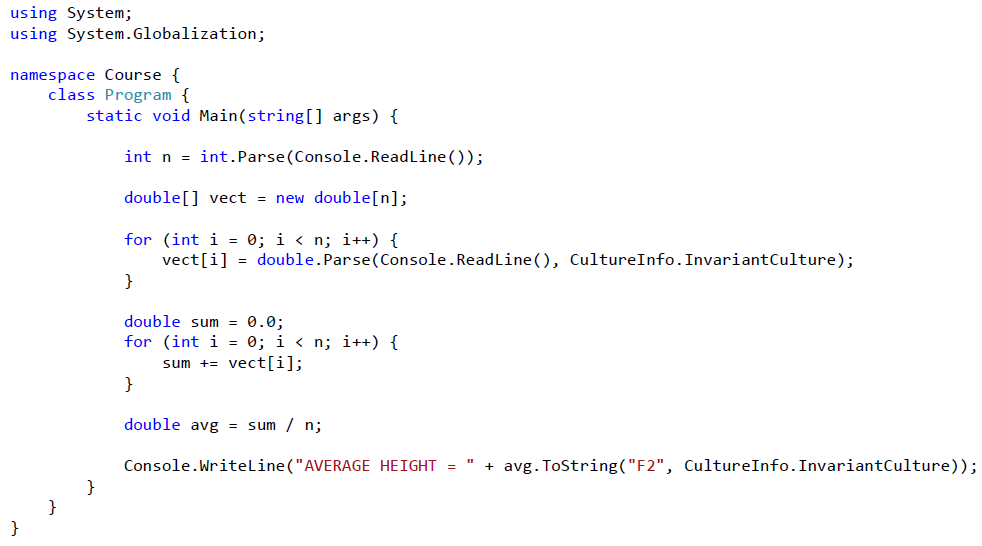 using System;
using System.Globalization;
namespace Course {
class Program {
static void Main(string[] args) {
int n = int.Parse(Console.ReadLine());
double[] vect = new double[n];
for (int i = 0; i < n; i++) {
vect[i] = double.Parse(Console.ReadLine(), CultureInfo.InvariantCulture);
}
double sum = 0.0;
for (int i = 0; i < n; i++) {
sum += vect[i];
}
double avg = sum / n;
Console.WriteLine("AVERAGE HEIGHT = " + avg.ToString("F2", CultureInfo.InvariantCulture));
}
}
}